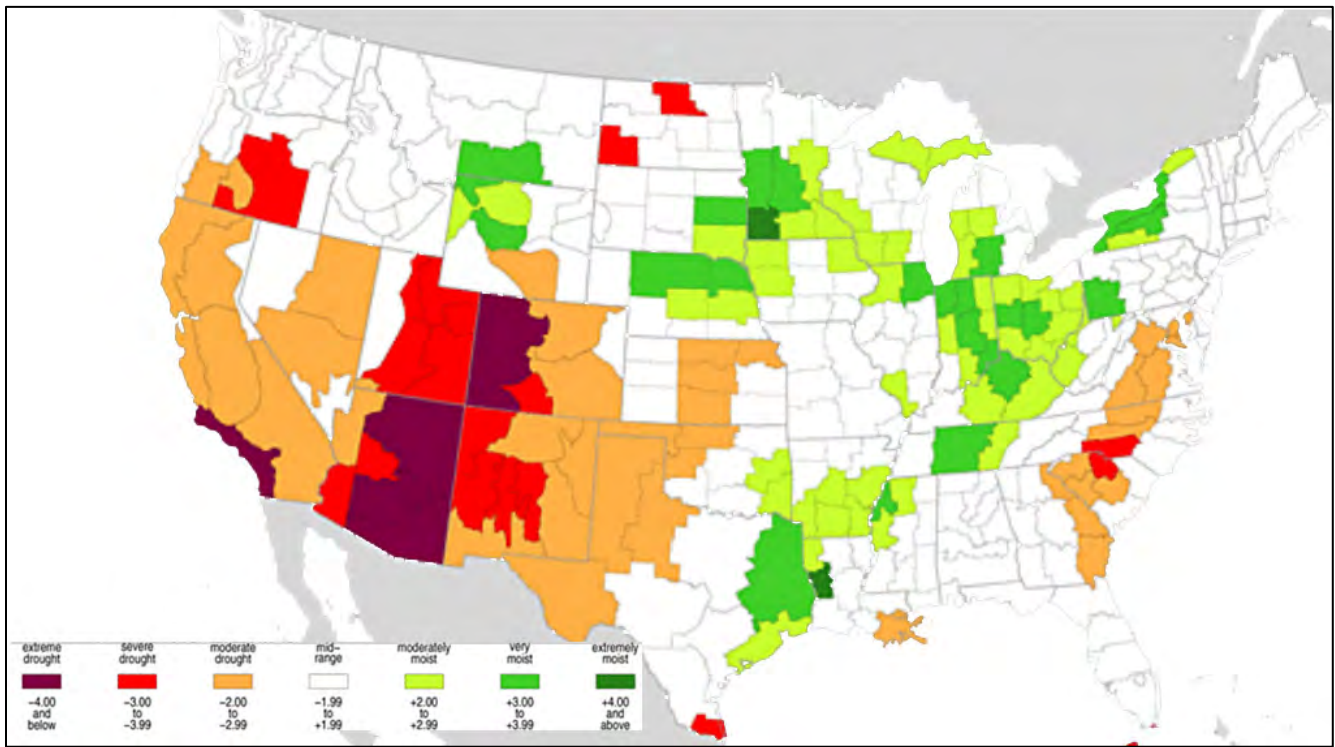 extreme drought
severe drought
moderate drought
mid– range
moderately moist
very moist
extremely moist
–4.00 and below
–3.00 to –3.99
–2.00 to –2.99
–1.99 to +1.99
+2.00 to +2.99
+3.00 to +3.99
+4.00 and above